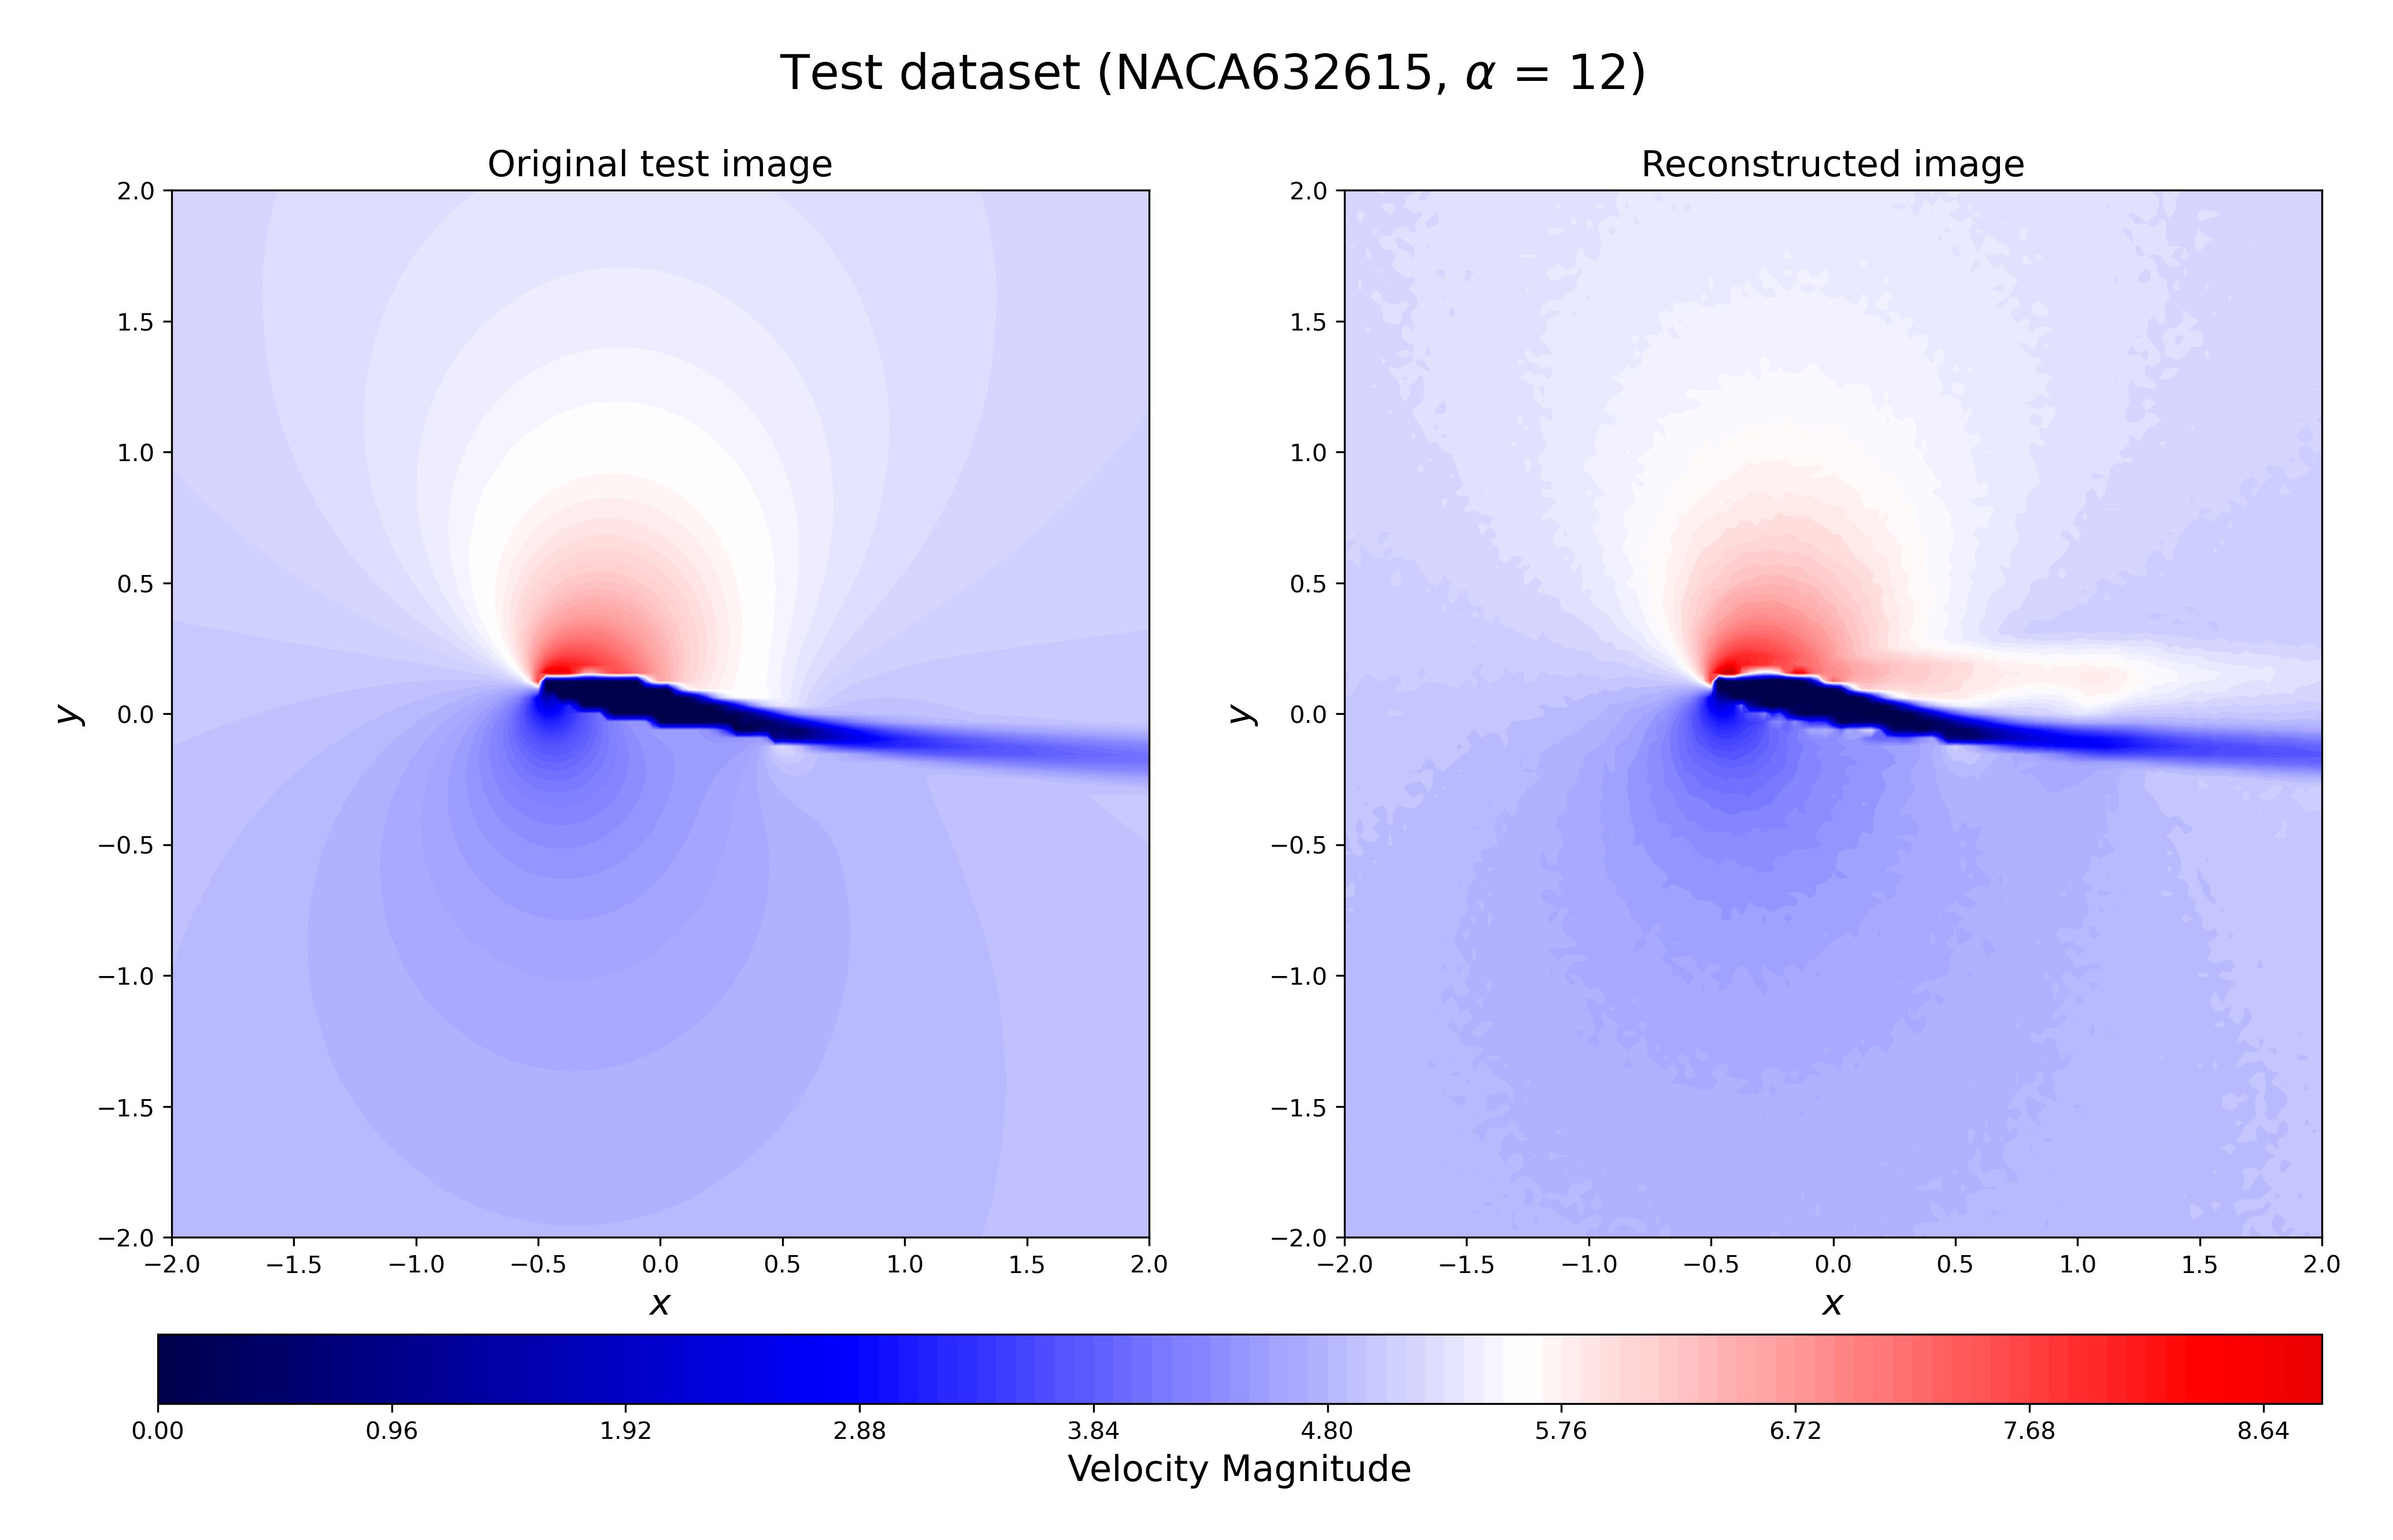 Test dataset (NACA632615, α = 12)
Original test image
Reconstructed image
2.0
1.5
1.0
0.5
0.0
−0.5
−1.0
−1.5
−2.0
y
−2.0 −1.5 −1.0 −0.5 0.0 0.5 1.0 1.5 2.0
x
2.0
1.5
1.0
0.5
0.0
−0.5
−1.0
−1.5
−2.0
y
−2.0 −1.5 −1.0 −0.5 0.0 0.5 1.0 1.5 2.0
x
0.00 0.96 1.92 2.88 3.84 4.80 5.76 6.72 7.68 8.64
Velocity Magnitude